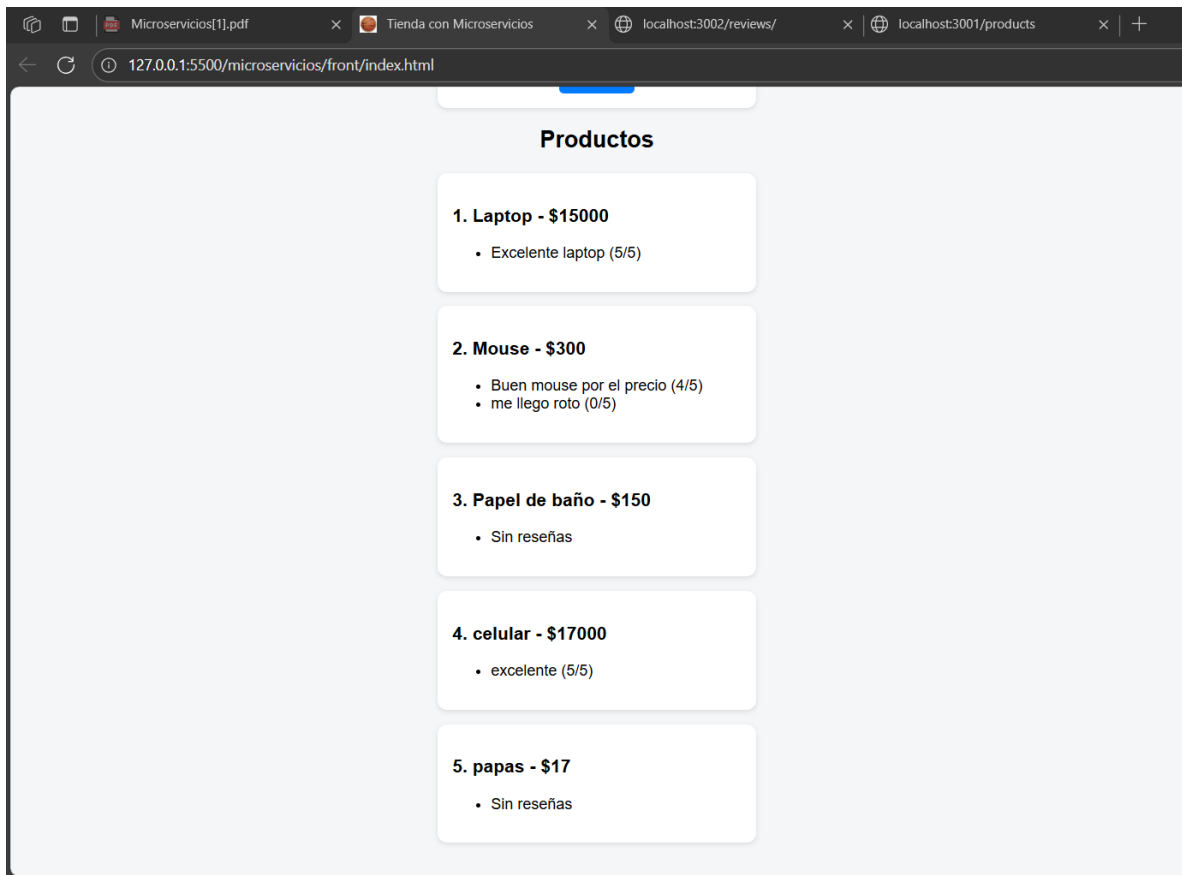 Microservicios[1].pdf
Tienda con Microservicios
localhost:3002/reviews/
localhost:3001/products
127.0.0.1:5500/microservicios/front/index.html
Productos
1. Laptop - $15000
Excelente laptop (5/5)
2. Mouse - $300
Buen mouse por el precio (4/5)
me llego roto (0/5)
3. Papel de baño - $150
Sin reseñas
4. celular - $17000
excelente (5/5)
5. papas - $17
Sin reseñas